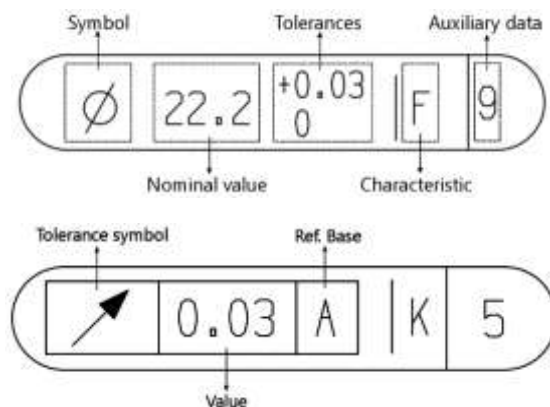 Symbol Tolerances Auxiliary data
Ø 22.2 +0.03 0 F 9
Nominal value Characteristic
Tolerance symbol Ref. Base
0.03 A K 5
Value